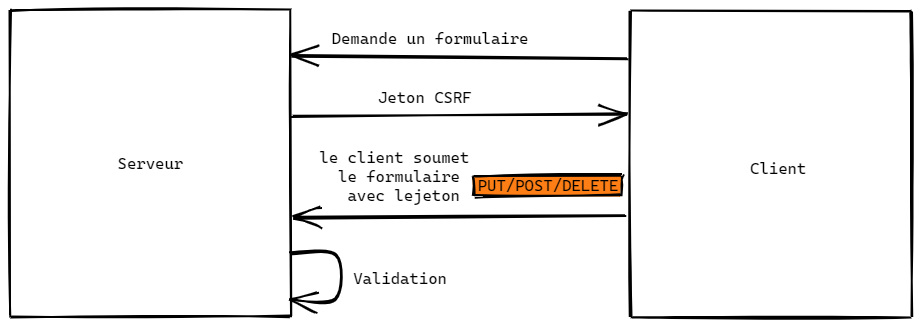 Demande un formulaire
Jeton CSRF
Serveur
le client soumet
le formulaire
avec lejeton
PUT/POST/DELETE
Client
Validation